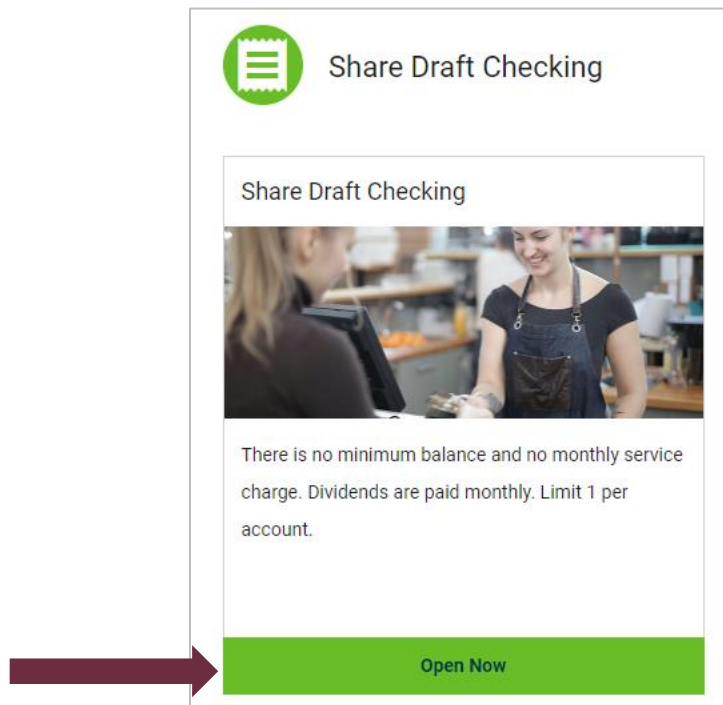 Share Draft Checking
Share Draft Checking
There is no minimum balance and no monthly service
charge. Dividends are paid monthly. Limit 1 per
account.
Open Now